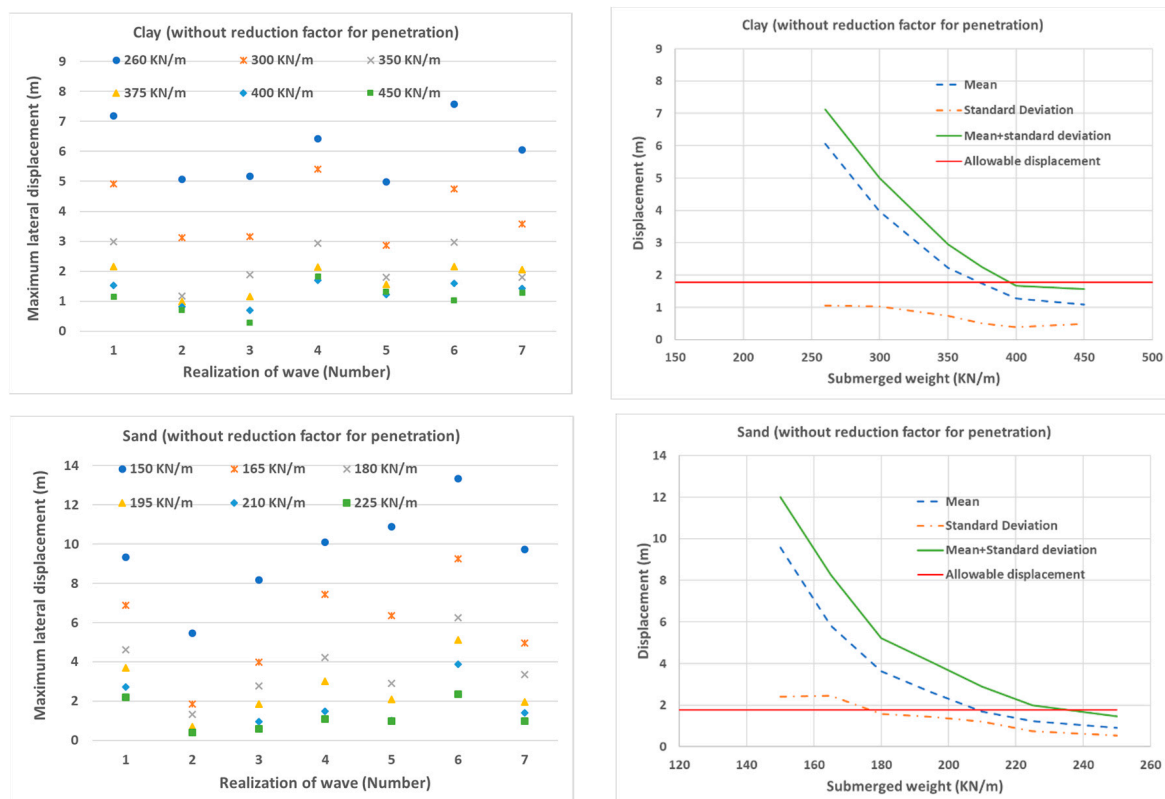 Clay (without reduction factor for penetration)
260 KN/m 300 KN/m 350 KN/m
375 KN/m 400 KN/m 450 KN/m
Maximum lateral displacement (m)
9
8
7
6
5
4
3
2
1
0
1 2 3 4 5 6 7
Realization of wave (Number)
Clay (without reduction factor for penetration)
Mean
Standard Deviation
Mean+standard deviation
Allowable displacement
Displacement (m)
9
8
7
6
5
4
3
2
1
0
150 200 250 300 350 400 450 500
Submerged weight (KN/m)
Sand (without reduction factor for penetration)
150 KN/m 165 KN/m 180 KN/m
195 KN/m 210 KN/m 225 KN/m
Maximum lateral displacement (m)
14
12
10
8
6
4
2
0
1 2 3 4 5 6 7
Realization of wave (Number)
Sand (without reduction factor for penetration)
Mean
Standard Deviation
Mean+Standard deviation
Allowable displacement
Displacement (m)
14
12
10
8
6
4
2
0
120 140 160 180 200 220 240 260
Submerged weight (KN/m)